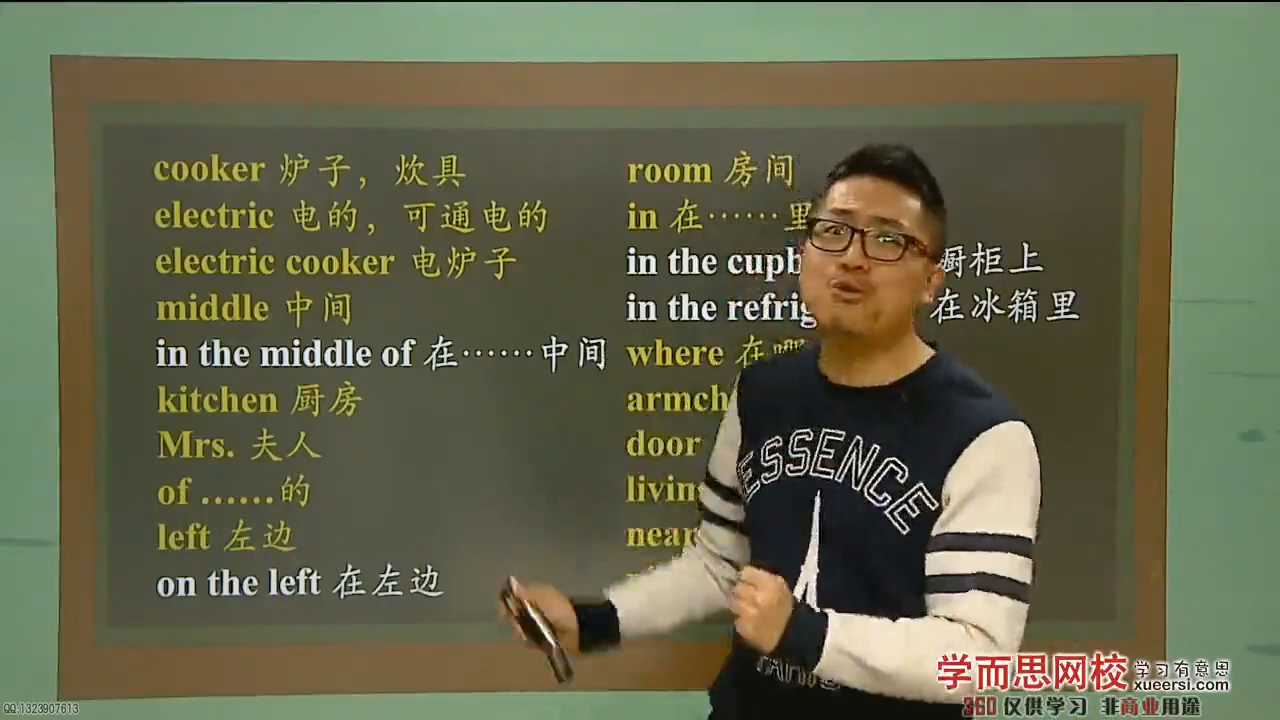 cooker 炉子，炊具
electric 电的，可通电的
electric cooker 电炉子
middle 中间
in the middle of 在……中间
kitchen 厨房
Mrs. 夫人
of ……的
left 左边
on the left 在左边
room 房间
in 在……里
in the 厨柜上
in the 在冰箱里
where 在
door
near
ESSENCE
学而思网校 学习有意思
xueersi.com
360 仅供学习 非商业用途
QQ:1323907613